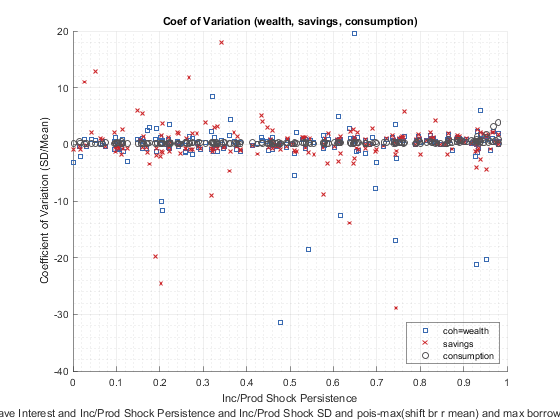 Coef of Variation (wealth, savings, consumption)
20
10
0
-10
-20
-30
-40
Coefficient of Variation (SD/Mean)
0 0.1 0.2 0.3 0.4 0.5 0.6 0.7 0.8 0.9 1
coh=wealth
savings
consumption
Inc/Prod Shock Persistence
Interest and Inc/Prod Shock Persistence and Inc/Prod Shock SD and pois-max(shift br r mean) and max